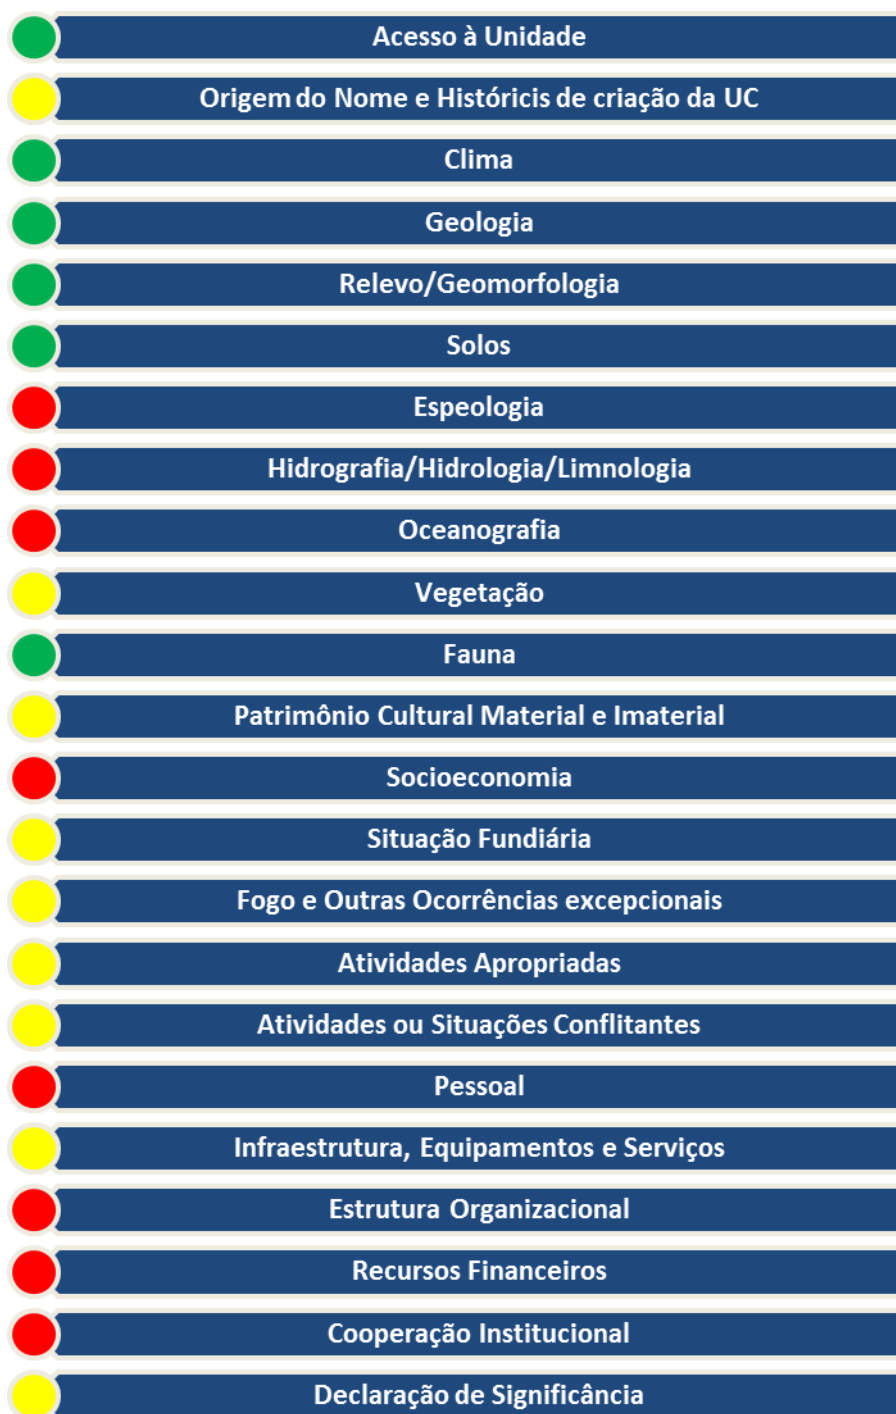 Acesso à Unidade
Origem do Nome e Históricis de criação da UC
Clima
Geologia
Relevo/Geomorfologia
Solos
Espeologia
Hidrografia/Hidrologia/Limnologia
Oceanografia
Vegetação
Fauna
Patrimônio Cultural Material e Imaterial
Socioeconomia
Situação Fundiária
Fogo e Outras Ocorrências excepcionais
Atividades Apropriadas
Atividades ou Situações Conflitantes
Pessoal
Infraestrutura, Equipamentos e Serviços
Estrutura Organizacional
Recursos Financeiros
Cooperação Institucional
Declaração de Significância